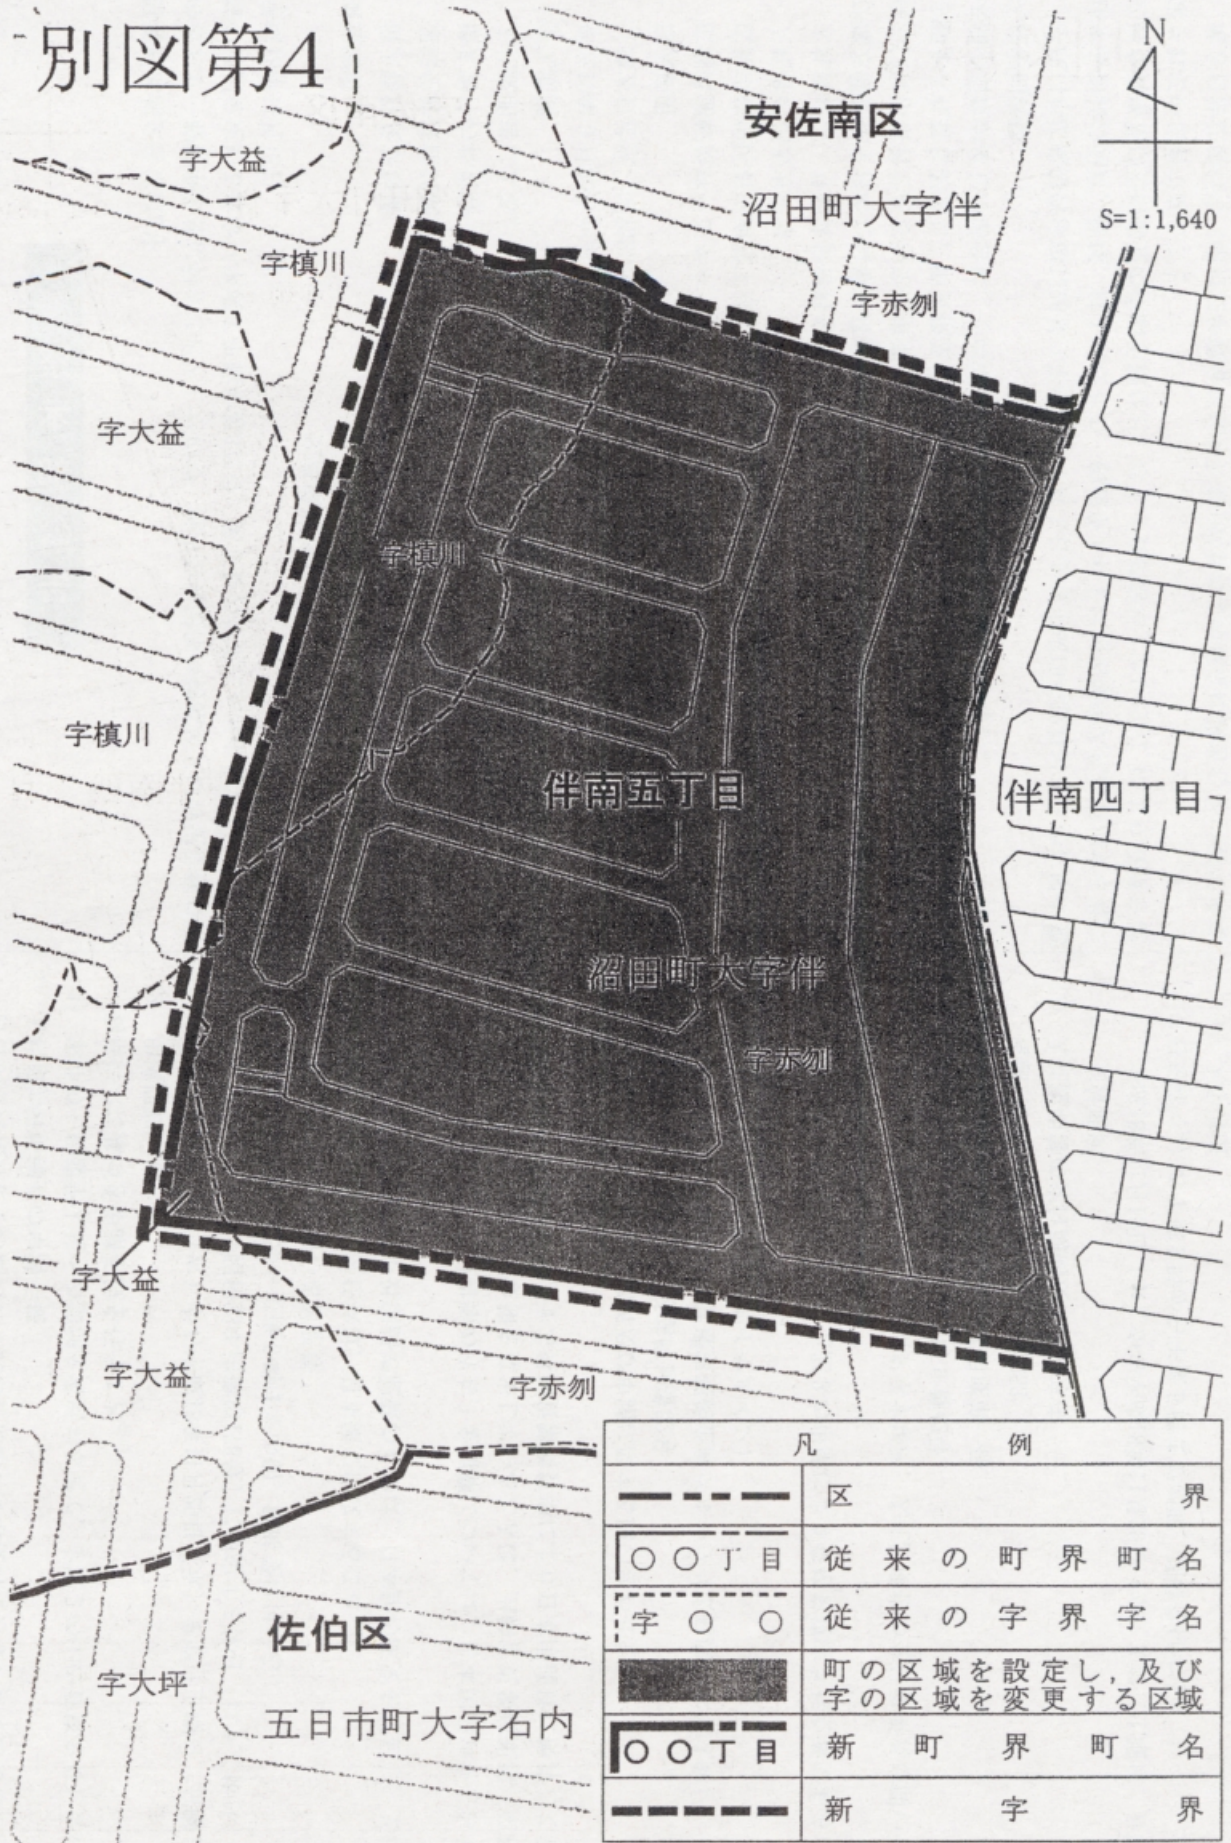 別図第4
N
安佐南区
字大益
沼田町大字伴
S=1:1,640
字槙川
字赤刎
字大益
字槙川
字槙川
伴南五丁目
伴南四丁目
沼田町大字伴
字赤刎
字大益
字大益
字赤刎
佐伯区
字大坪
五日市町大字石内
凡例
区界
○○丁目 従来の町界町名
字○○ 従来の字界字名
町の区域を設定し,及び
字の区域を変更する区域
○○丁目 新町界町名
新字界